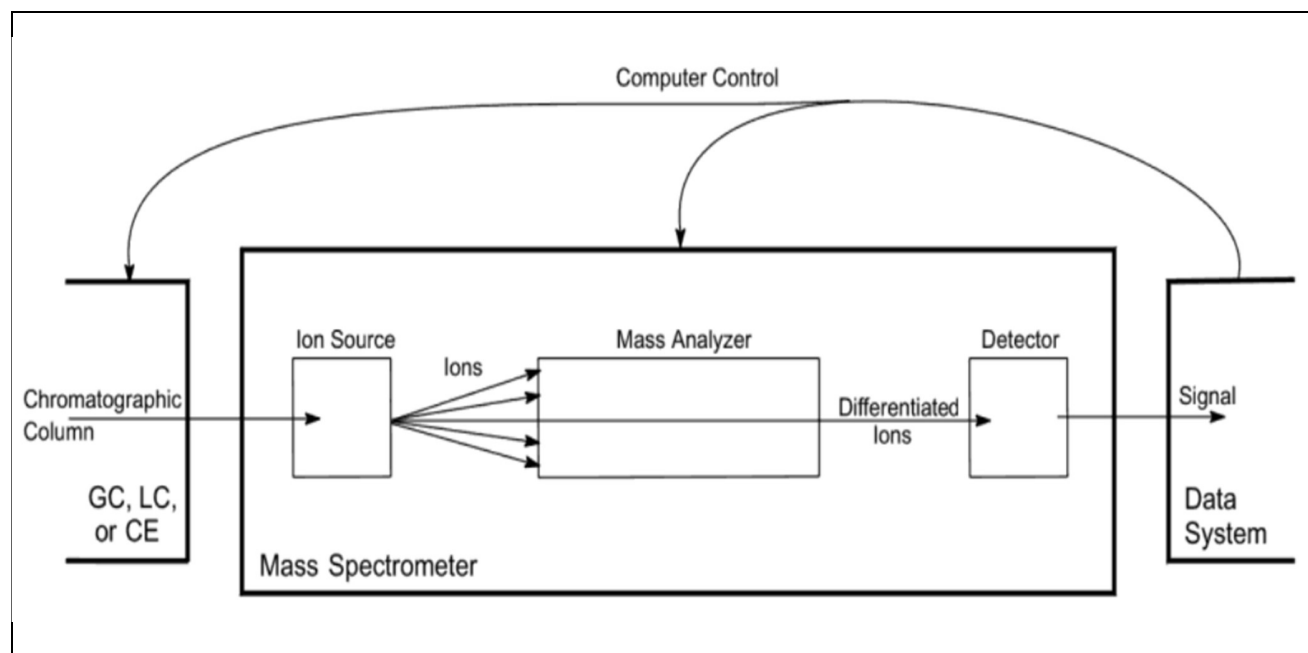 Computer Control
Ion Source
Ions
Mass Analyzer
Detector
Chromatographic
Column
Differentiated
Ions
Signal
GC, LC,
or CE
Data
System
Mass Spectrometer